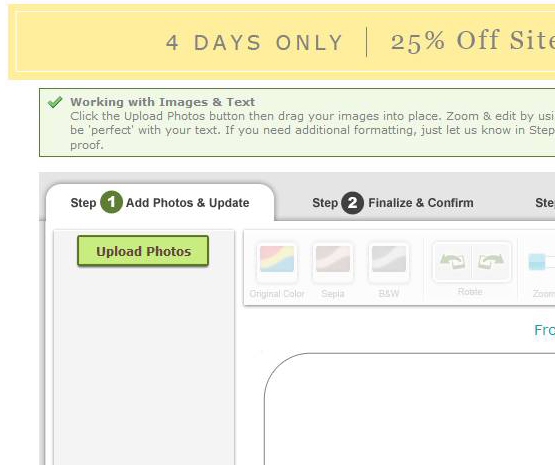 4 DAYS ONLY | 25% Off Site
Working with Images & Text
Click the Upload Photos button then drag your images into place. Zoom & edit by usi
be 'perfect' with your text. If you need additional formatting, just let us know in Step
proof.
Step 1 Add Photos & Update Step 2 Finalize & Confirm Ste
Upload Photos
Original Color Sepia B&W Rotate Zoom
Fro